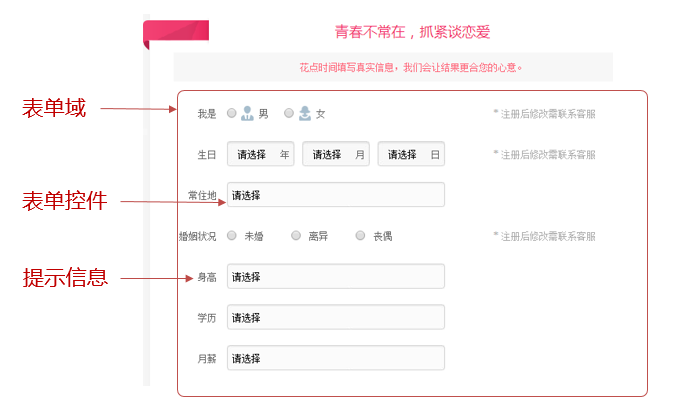 青春不常在，抓紧谈恋爱
花点时间填写真实信息，我们会让结果更合您的心意。
表单域
我是 男 女 * 注册后修改需联系客服
生日 请选择 年 请选择 月 请选择 日 * 注册后修改需联系客服
表单控件
常住地 请选择
婚姻状况 未婚 离异 丧偶 * 注册后修改需联系客服
提示信息
身高 请选择
学历 请选择
月薪 请选择